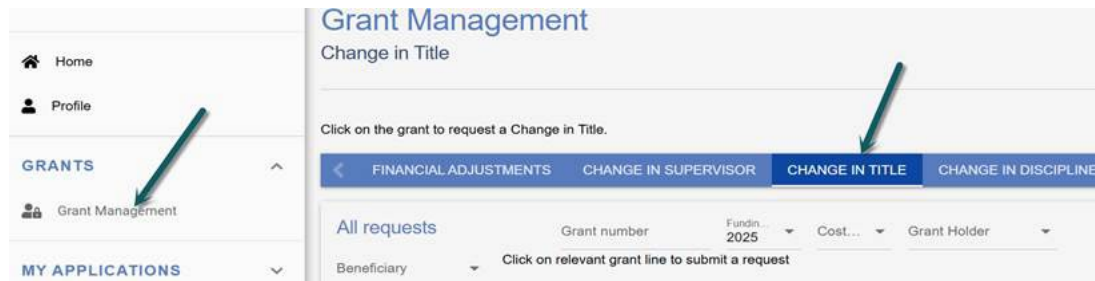 Grant Management
Change in Title
Home
Profile
Click on the grant to request a Change in Title.
GRANTS
FINANCIAL ADJUSTMENTS CHANGE IN SUPERVISOR CHANGE IN TITLE CHANGE IN DISCIPLINE
Grant Management
All requests Grant number Fundin... 2025 Cost... Grant Holder
MY APPLICATIONS
Beneficiary Click on relevant grant line to submit a request